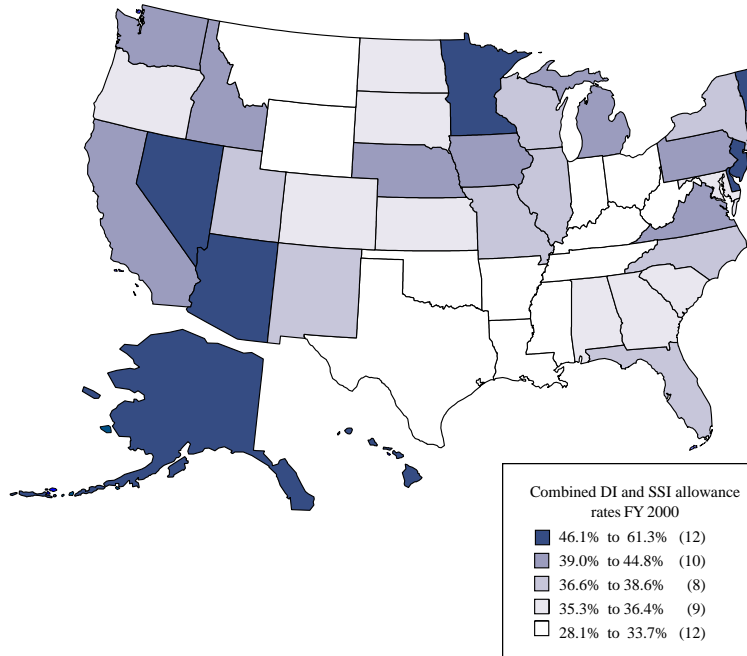 Combined DI and SSI allowance
rates FY 2000
46.1% to 61.3% (12)
39.0% to 44.8% (10)
36.6% to 38.6% (8)
35.3% to 36.4% (9)
28.1% to 33.7% (12)